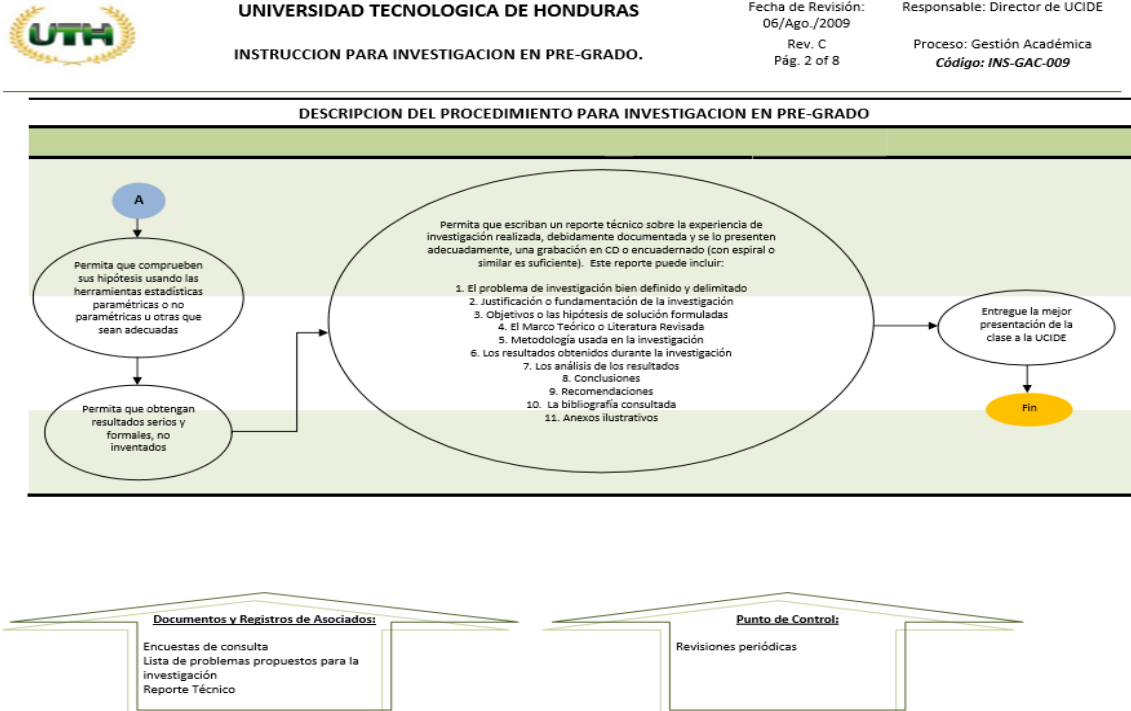 UTH
UNIVERSIDAD TECNOLOGICA DE HONDURAS
INSTRUCCION PARA INVESTIGACION EN PRE-GRADO.
Fecha de Revisión:
06/Ago./2009
Rev. C
Pág. 2 of 8
Responsable: Director de UCIDE
Proceso: Gestión Académica
Código: INS-GAC-009
DESCRIPCION DEL PROCEDIMIENTO PARA INVESTIGACION EN PRE-GRADO
A
Permita que comprueben
sus hipótesis usando las
herramientas estadísticas
paramétricas o no
paramétricas u otras que
sean adecuadas
Permita que obtengan
resultados serios y
formales, no
inventados
Permita que escriban un reporte técnico sobre la experiencia de
investigación realizada, debidamente documentada y se lo presenten
adecuadamente, una grabación en CD o encuadernado (con espiral o
similar es suficiente). Este reporte puede incluir:
1. El problema de investigación bien definido y delimitado
2. Justificación o fundamentación de la investigación
3. Objetivos o las hipótesis de solución formuladas
4. El Marco Teórico o Literatura Revisada
5. Metodología usada en la investigación
6. Los resultados obtenidos durante la investigación
7. Los análisis de los resultados
8. Conclusiones
9. Recomendaciones
10. La bibliografía consultada
11. Anexos ilustrativos
Entregue la mejor
presentación de la
clase a la UCIDE
Fin
Documentos y Registros de Asociados:
Encuestas de consulta
Lista de problemas propuestos para la
investigación
Reporte Técnico
Punto de Control:
Revisiones periódicas